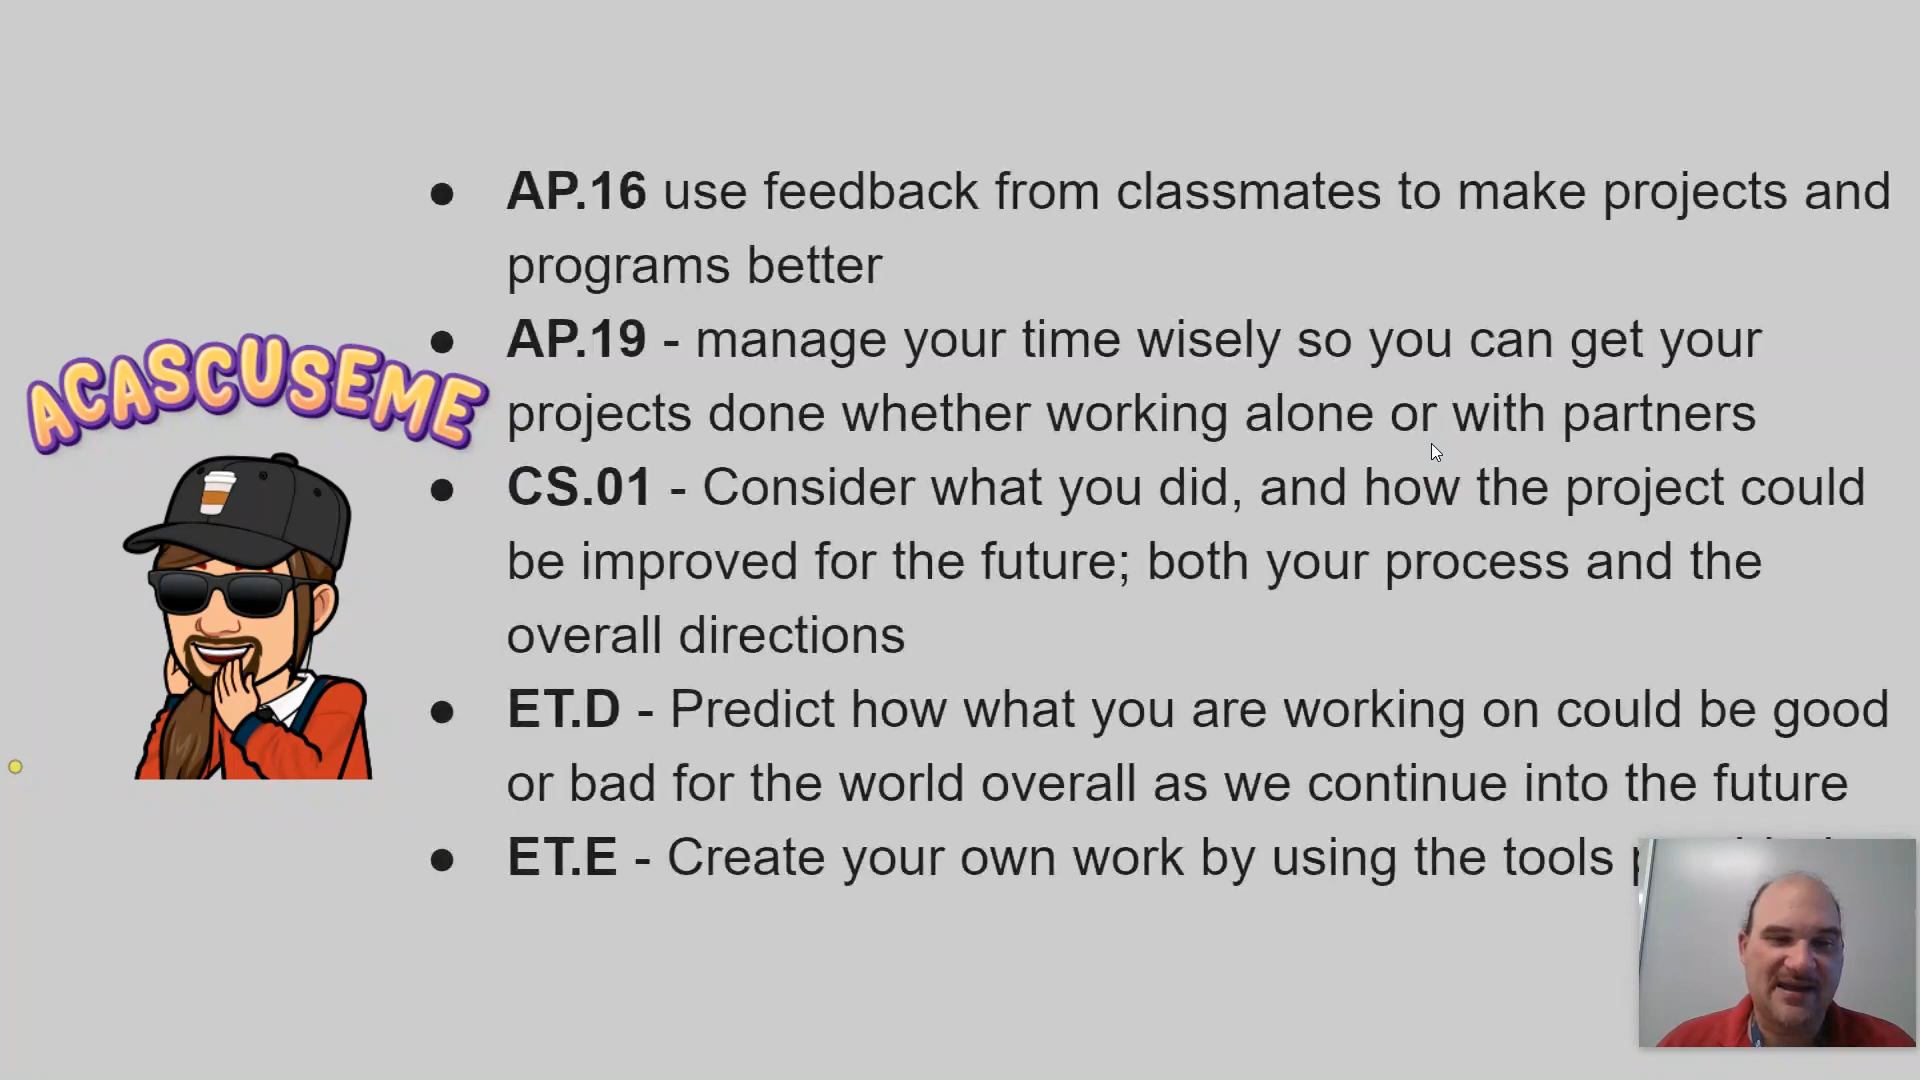 ACASCUSEME
● AP.16 use feedback from classmates to make projects and
programs better
● AP.19 - manage your time wisely so you can get your
projects done whether working alone or with partners
● CS.01 - Consider what you did, and how the project could
be improved for the future; both your process and the
overall directions
● ET.D - Predict how what you are working on could be good
or bad for the world overall as we continue into the future
● ET.E - Create your own work by using the tools